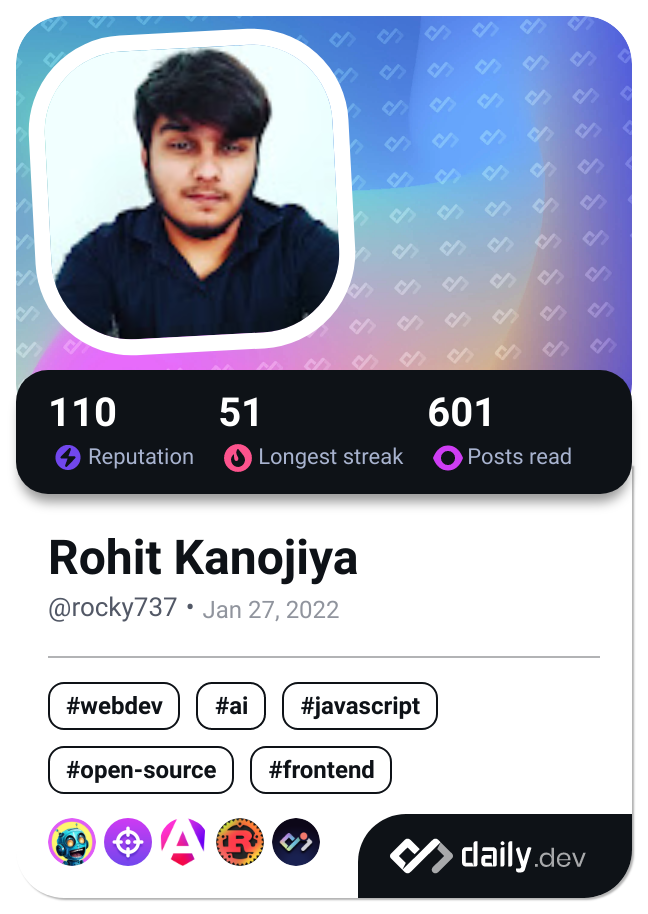 110 51 601
Reputation Longest streak Posts read
Rohit Kanojiya
@rocky737 • Jan 27, 2022
#webdev #ai #javascript
#open-source #frontend
daily.dev